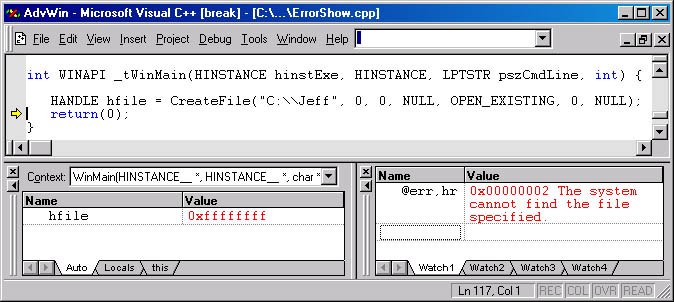 AdvWin - Microsoft Visual C++ [break] - [C:\...\ErrorShow.cpp]
File Edit View Insert Project Debug Tools Window Help
int WINAPI _tWinMain(HINSTANCE hinstExe, HINSTANCE, LPTSTR pszCmdLine, int) {
HANDLE hfile = CreateFile("C:\\Jeff", 0, 0, NULL, OPEN_EXISTING, 0, NULL);
return(0);
}
Context: WinMain(HINSTANCE__ *, HINSTANCE__ *, char *
Name Value
hfile 0xffffffff
Auto Locals this
Name Value
@err,hr 0x00000002 The system
cannot find the file
specified.
Watch1 Watch2 Watch3 Watch4
Ln 117, Col 1 REC COL OVR READ